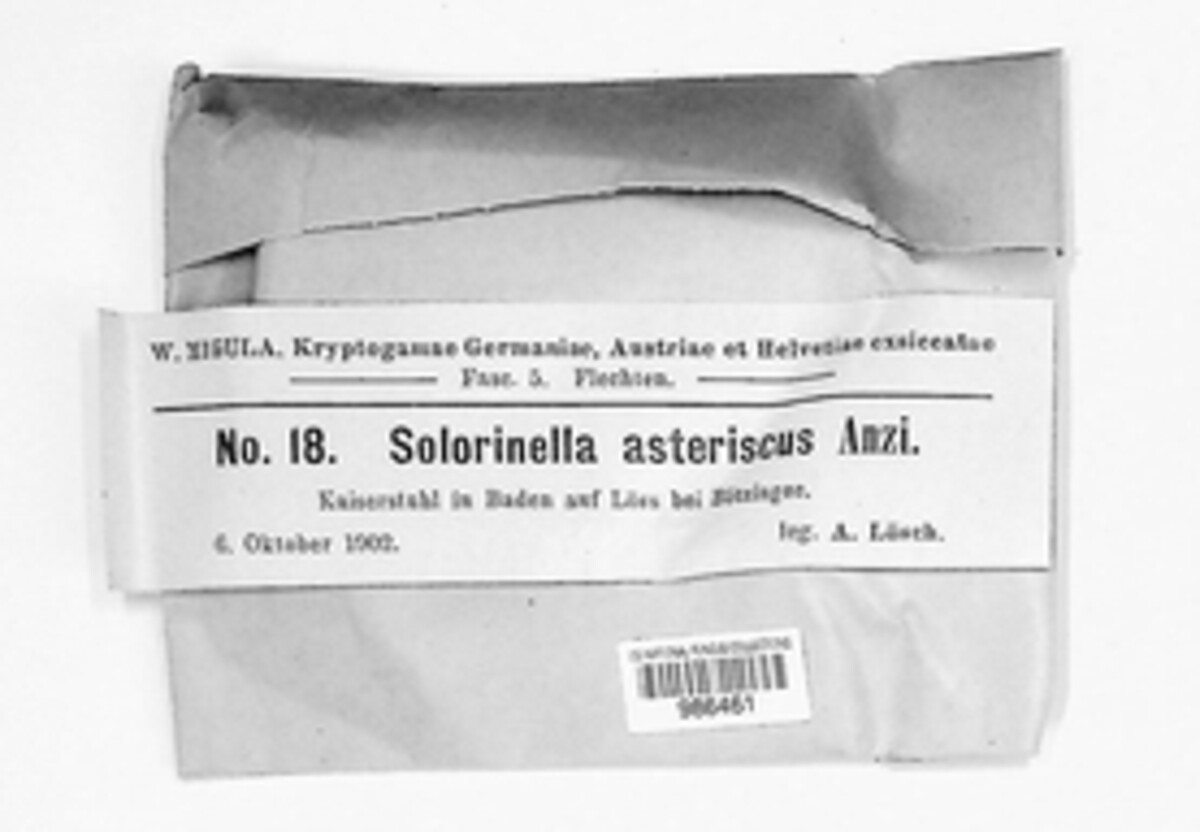 W. MIGULA, Kryptogamae Germaniae, Austriae et Helvetiae exsiccatae
Fasc. 5. Flechten.
No. 18. Solorinella asteriscus Anzi.
Kaiserstuhl in Baden auf Löss bei
6. Oktober 1902. leg. A. Lösch.
986461